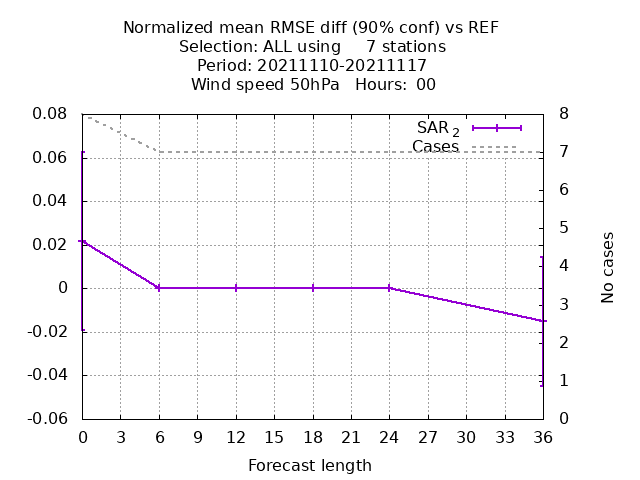 Normalized mean RMSE diff (90% conf) vs REF
Selection: ALL using     7 stations
Period: 20211110-20211117
Wind speed 50hPa   Hours:  00
0.08
0.06
0.04
0.02
0
-0.02
-0.04
-0.06
SAR 2
Cases
8
7
6
5
4
3
2
1
0
No cases
0 3 6 9 12 15 18 21 24 27 30 33 36
Forecast length